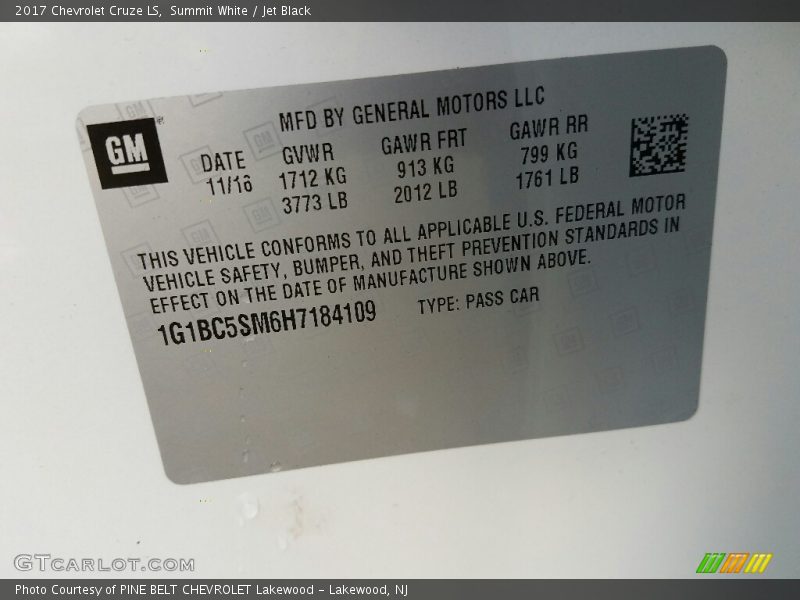 2017 Chevrolet Cruze LS, Summit White / Jet Black
MFD BY GENERAL MOTORS LLC
GM
®
DATE GVWR GAWR FRT GAWR RR
11/16 1712 KG 913 KG 799 KG
3773 LB 2012 LB 1761 LB
THIS VEHICLE CONFORMS TO ALL APPLICABLE U.S. FEDERAL MOTOR
VEHICLE SAFETY, BUMPER, AND THEFT PREVENTION STANDARDS IN
EFFECT ON THE DATE OF MANUFACTURE SHOWN ABOVE.
1G1BC5SM6H7184109 TYPE: PASS CAR
GTCARLOT.COM
Photo Courtesy of PINE BELT CHEVROLET Lakewood - Lakewood, NJ